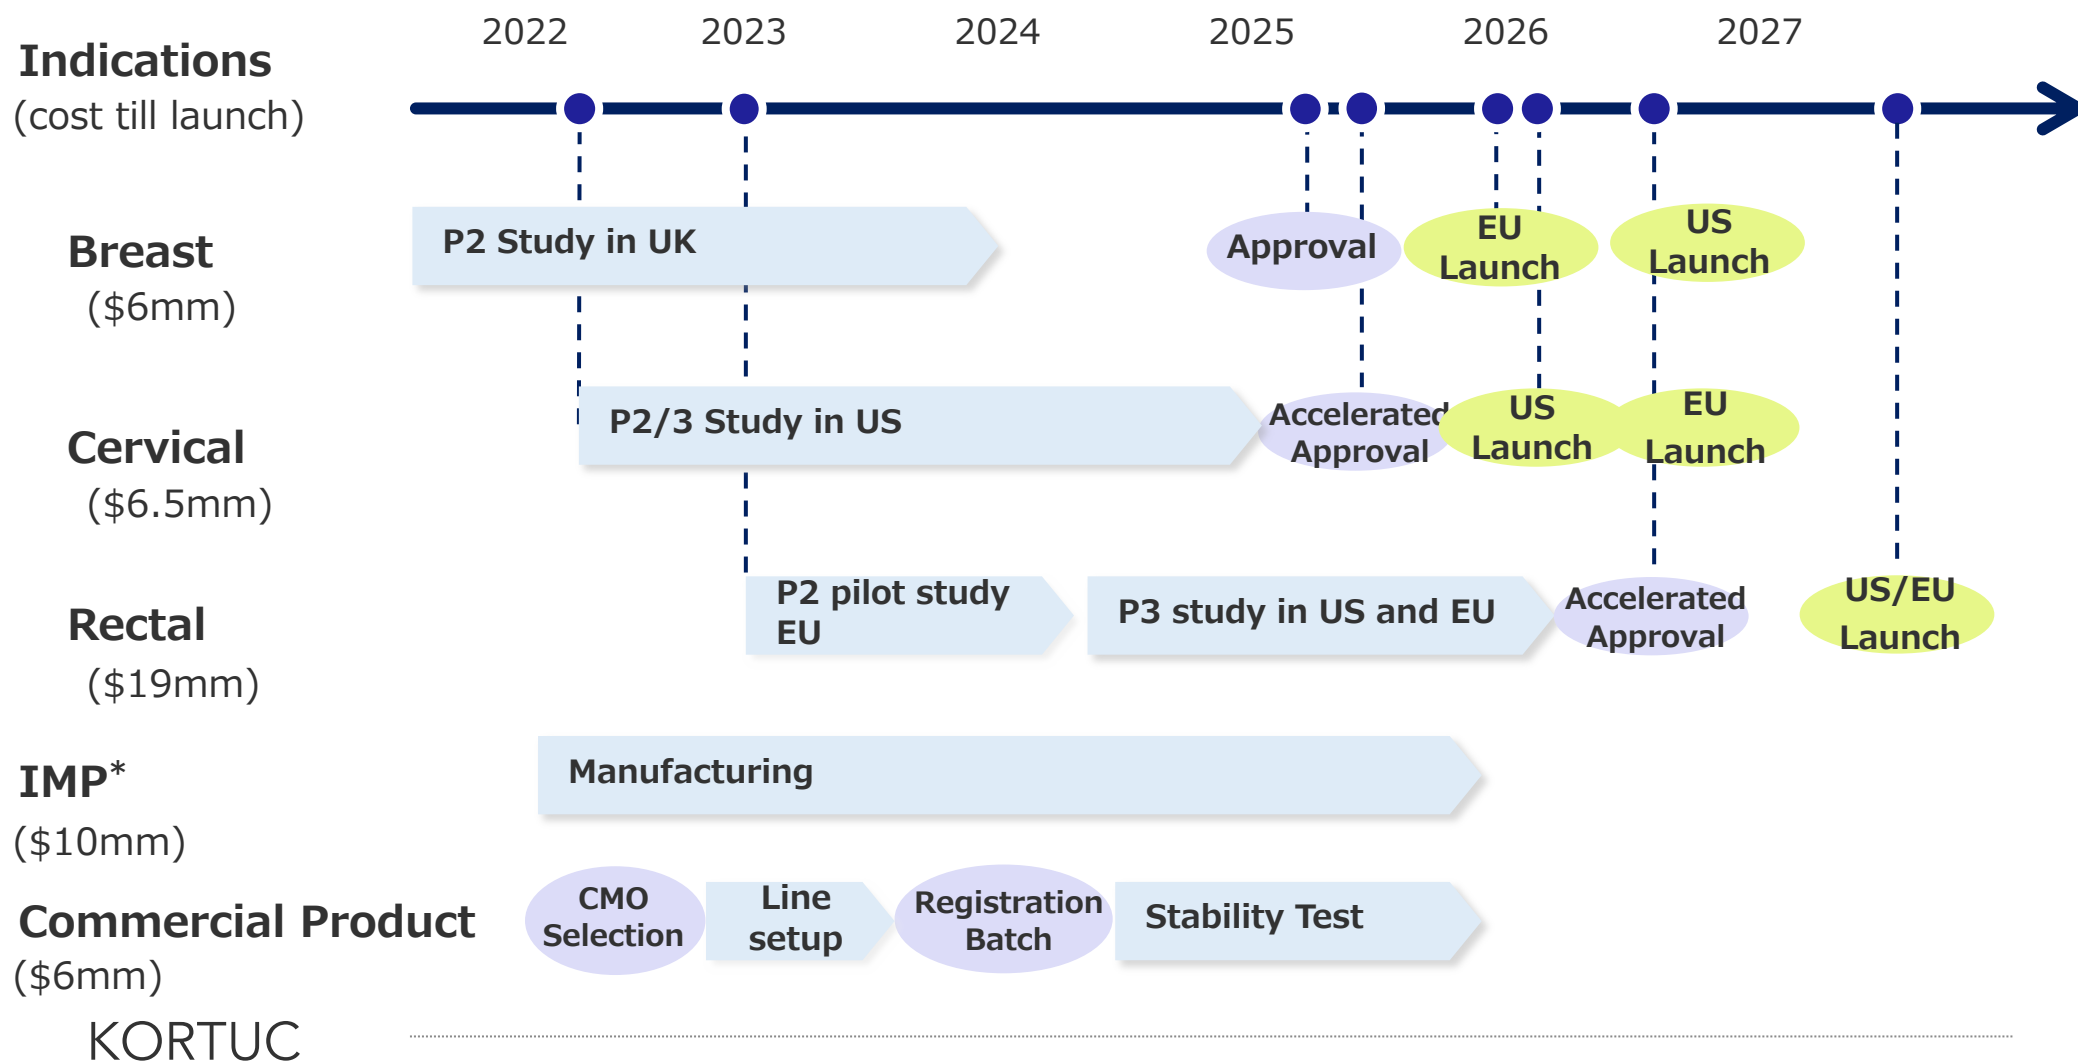 2022 2023 2024 2025 2026 2027
Indications
(cost till launch)
Breast
($6mm)
P2 Study in UK
Approval
EU
Launch
US
Launch
Cervical
($6.5mm)
P2/3 Study in US
Accelerated
Approval
US
Launch
EU
Launch
Rectal
($19mm)
P2 pilot study
EU
P3 study in US and EU
Accelerated
Approval
US/EU
Launch
IMP*
($10mm)
Manufacturing
Commercial Product
($6mm)
CMO
Selection
Line
setup
Registration
Batch
Stability Test
KORTUC